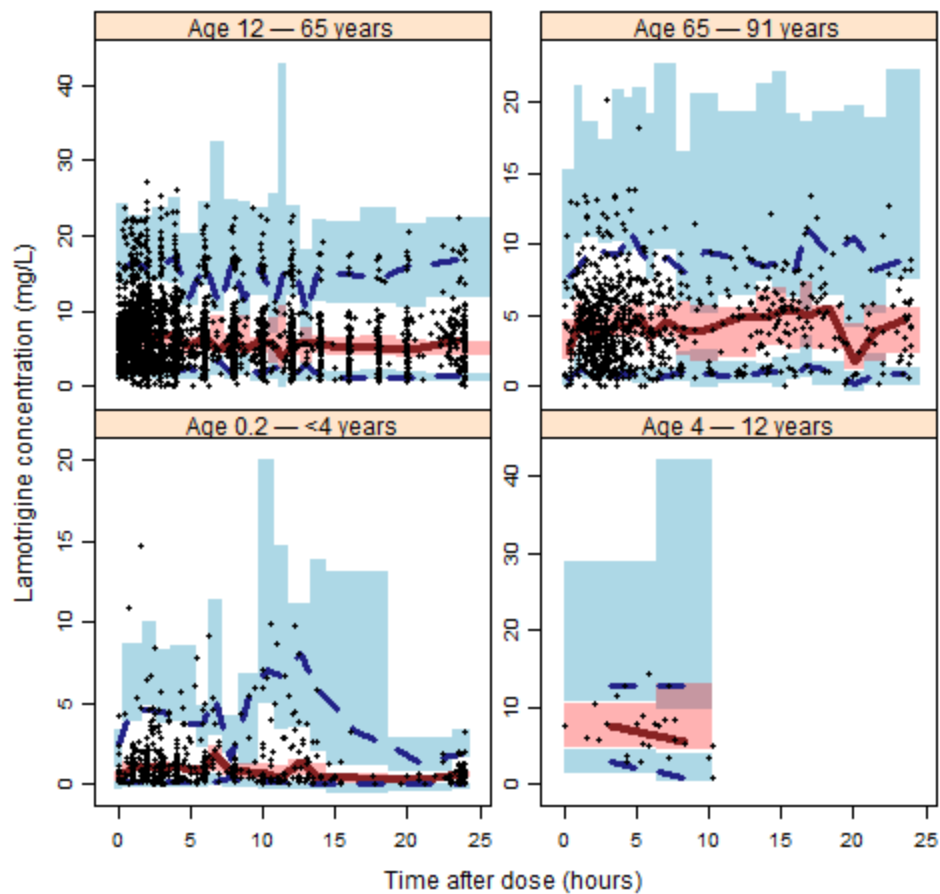 Age 12 — 65 years
Age 65 — 91 years
0 10 20 30 40
0 5 10 15 20
Lamotrigine concentration (mg/L)
Age 0.2 — <4 years
Age 4 — 12 years
0 5 10 15 20
0 10 20 30 40
0 5 10 15 20 25
0 5 10 15 20 25
Time after dose (hours)